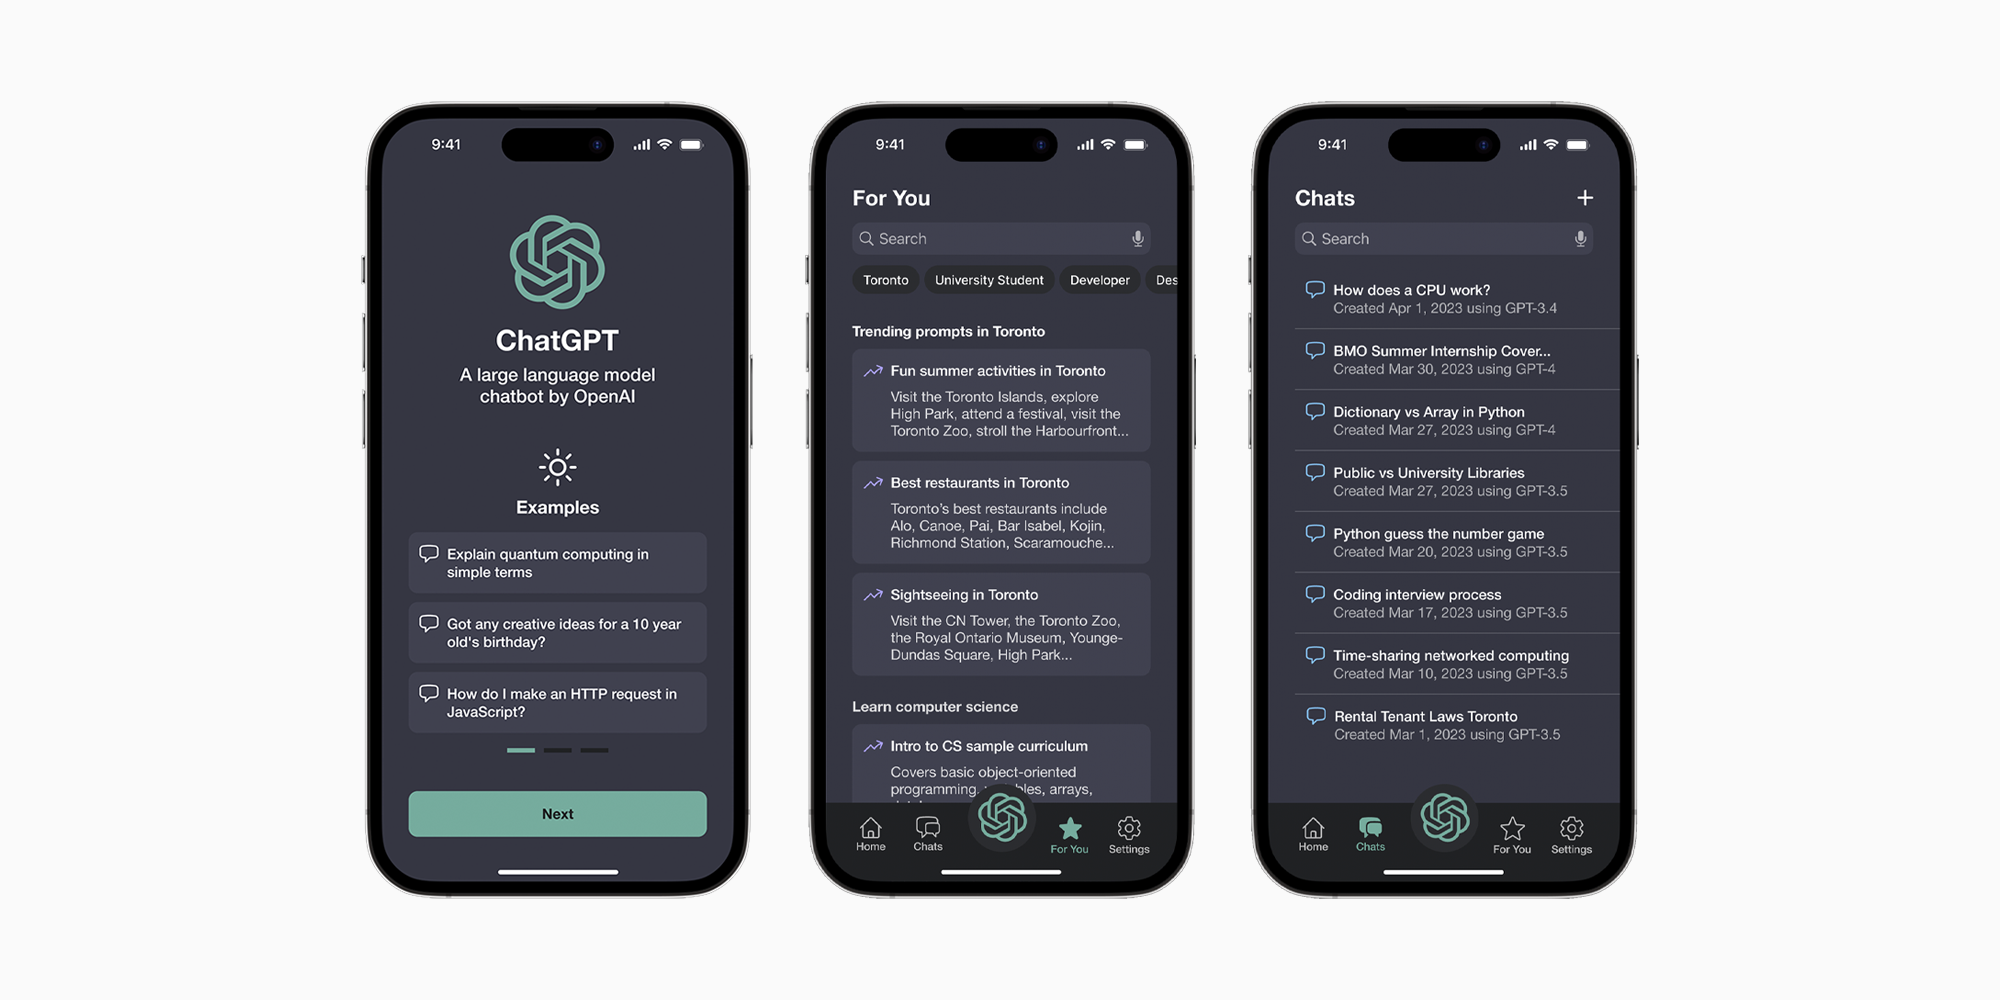 9:41
ChatGPT
A large language model
chatbot by OpenAI
Examples
Explain quantum computing in
simple terms
Got any creative ideas for a 10 year
old's birthday?
How do I make an HTTP request in
JavaScript?
Next
9:41
For You
Search
Toronto
University Student
Developer
Des
Trending prompts in Toronto
Fun summer activities in Toronto
Visit the Toronto Islands, explore
High Park, attend a festival, visit the
Toronto Zoo, stroll the Harbourfront...
Best restaurants in Toronto
Toronto's best restaurants include
Alo, Canoe, Pai, Bar Isabel, Kojin,
Richmond Station, Scaramouche...
Sightseeing in Toronto
Visit the CN Tower, the Toronto Zoo,
the Royal Ontario Museum, Younge-
Dundas Square, High Park...
Learn computer science
Intro to CS sample curriculum
Covers basic object-oriented
programming, arrays,
Home
Chats
For You
Settings
9:41
Chats
Search
How does a CPU work?
Created Apr 1, 2023 using GPT-3.4
BMO Summer Internship Cover...
Created Mar 30, 2023 using GPT-4
Dictionary vs Array in Python
Created Mar 27, 2023 using GPT-4
Public vs University Libraries
Created Mar 27, 2023 using GPT-3.5
Python guess the number game
Created Mar 20, 2023 using GPT-3.5
Coding interview process
Created Mar 17, 2023 using GPT-3.5
Time-sharing networked computing
Created Mar 10, 2023 using GPT-3.5
Rental Tenant Laws Toronto
Created Mar 1, 2023 using GPT-3.5
Home
Chats
For You
Settings